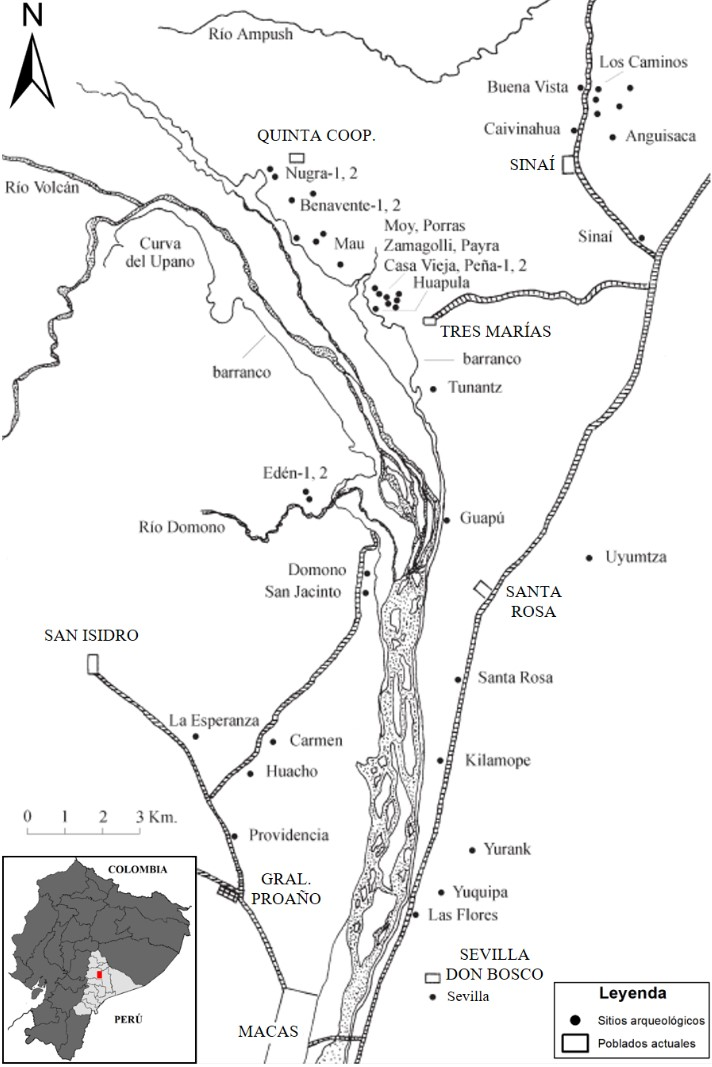 N
Río Ampush
Los Caminos
Buena Vista
Caivinahua
Anguisaca
QUINTA COOP.
SINAÍ
Nugra-1, 2
Río Volcán
Benavente-1, 2
Moy, Porras
Zamagolli, Payra
Casa Vieja, Peña-1, 2
Huapula
Sinaí
Curva
del Upano
Mau
TRES MARÍAS
barranco
barranco
Tunantz
Edén-1, 2
Río Domono
Guapú
Uyumtza
Domono
San Jacinto
SANTA
ROSA
SAN ISIDRO
Santa Rosa
La Esperanza
Carmen
Huacho
Kilamope
0 1 2 3 Km.
Providencia
Yurank
GRAL.
PROAÑO
Yuquipa
Las Flores
SEVILLA
DON BOSCO
Sevilla
MACAS
COLOMBIA
PERÚ
Leyenda
Sitios arqueológicos
Poblados actuales